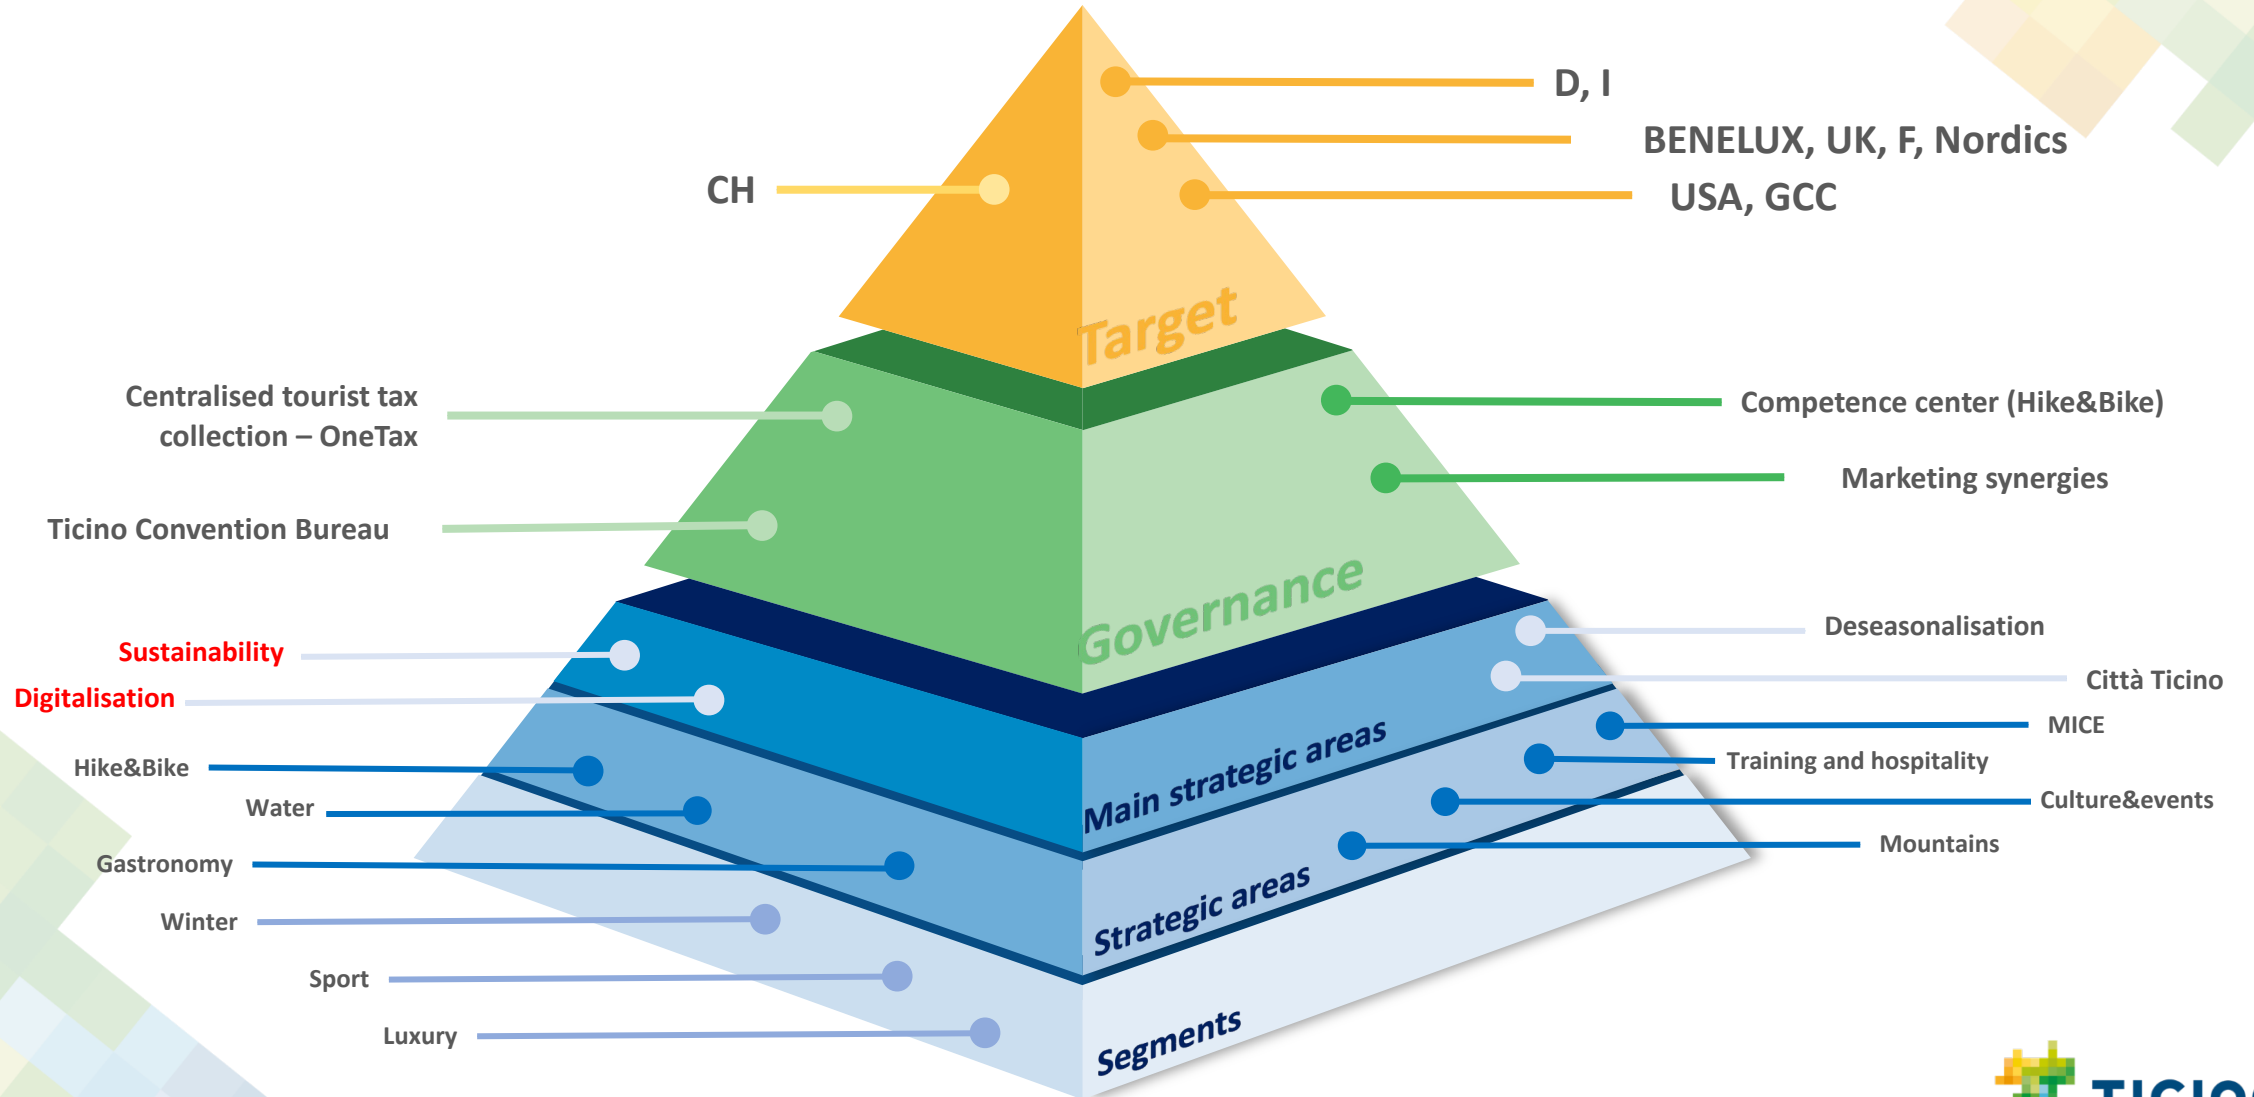 D, I
BENELUX, UK, F, Nordics
CH
USA, GCC
Target
Centralised tourist tax
collection – OneTax
Competence center (Hike&Bike)
Marketing synergies
Ticino Convention Bureau
Governance
Sustainability
Digitalisation
Deseasonalisation
Città Ticino
Main strategic areas
Hike&Bike
Water
Gastronomy
MICE
Training and hospitality
Culture&events
Mountains
Strategic areas
Winter
Sport
Luxury
Segments